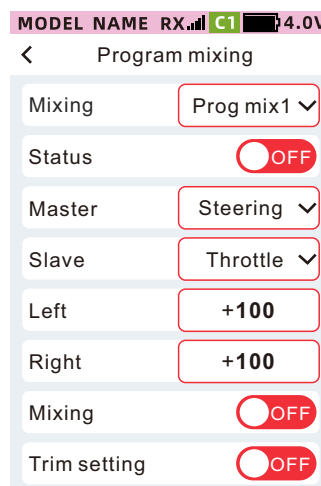 MODEL NAME RX C1 4.0V
Program mixing
Mixing Prog mix1
Status OFF
Master Steering
Slave Throttle
Left +100
Right +100
Mixing OFF
Trim setting OFF